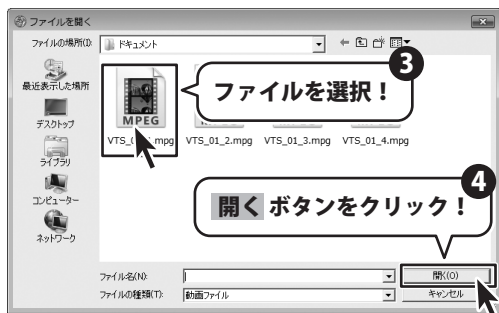 ファイルを開く
ファイルの場所(I):
ドキュメント
3
ファイルを選択！
最近表示した場所
デスクトップ
ライブラリ
コンピューター
ネットワーク
MPEG
mpg
VTS_01_2.mpg
VTS_01_3.mpg
VTS_01_4.mpg
4
開く ボタンをクリック！
ファイル名(N):
開く(O)
ファイルの種類(T):
動画ファイル
キャンセル